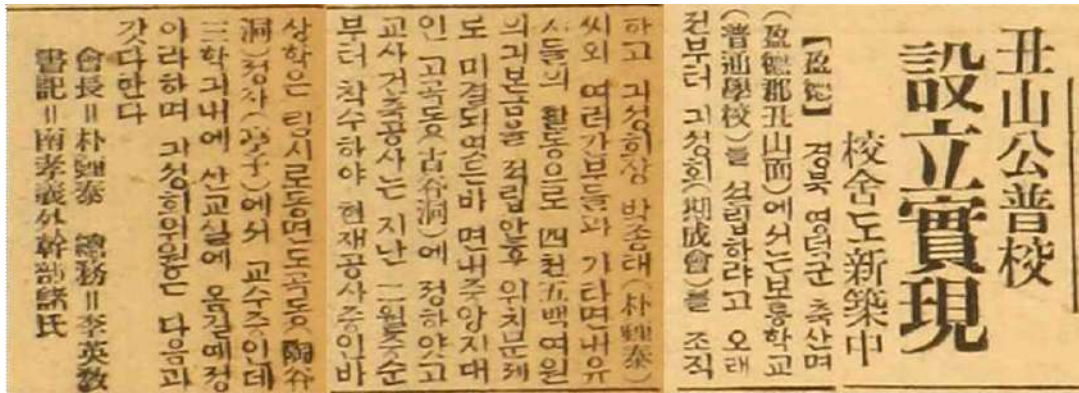 丑山公普校
設立實現
校舍도新築中
【盈德】 경북 영덕군 축산면
(盈德郡丑山面)에서는보통학교
(普通學校)를 설립하랴고 오래
전부터 긔성회(期成會)를 조직
하고 긔성회장 박종태(朴鍾泰)
씨외 여러간부들과 기타면내유
지들의 활동으로 四천五백여원
의긔본금을 적립한후 위치문뎨
로 미결되엿든바 면내중앙지대
인 고곡동(古谷洞)에 정하얏고
교사건축공사는 지난 二월중순
부터 착수하야 현재공사중인바
상학은 림시로동면도곡동(陶谷
洞)정자(亭子)에서 교수중인데
三학긔내에 신교실에 옴길예정
이라하며 긔성회위원은 다음과
갓다한다
會長=朴鍾泰 總務=李英敎
書記=南孝義外幹部諸氏